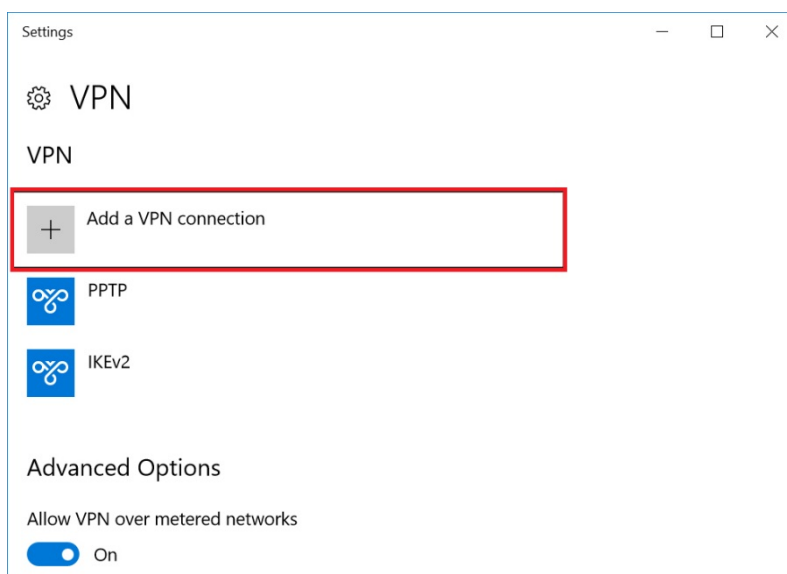 Settings
VPN
VPN
Add a VPN connection
PPTP
IKEv2
Advanced Options
Allow VPN over metered networks
On